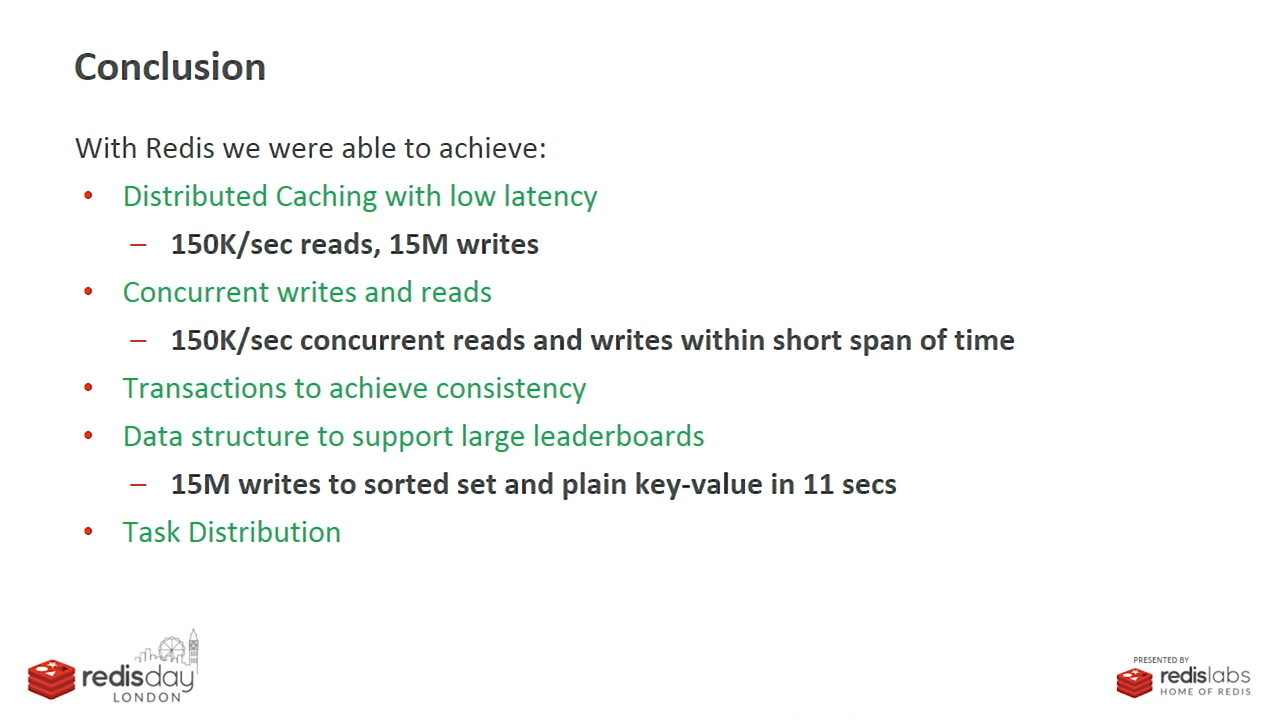 Conclusion
With Redis we were able to achieve:
• Distributed Caching with low latency
– 150K/sec reads, 15M writes
• Concurrent writes and reads
– 150K/sec concurrent reads and writes within short span of time
• Transactions to achieve consistency
• Data structure to support large leaderboards
– 15M writes to sorted set and plain key-value in 11 secs
• Task Distribution
redisday
LONDON
PRESENTED BY
redislabs
HOME OF REDIS